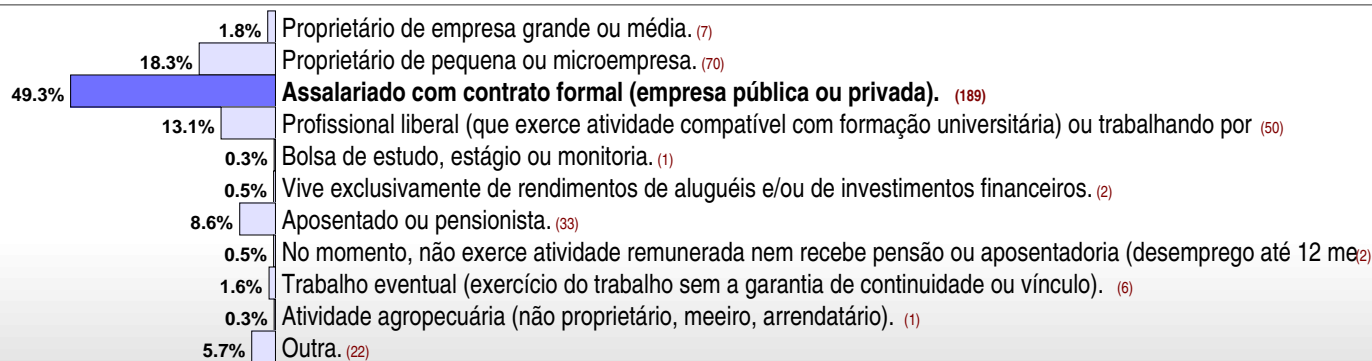 1.8% Proprietário de empresa grande ou média. (7)
18.3% Proprietário de pequena ou microempresa. (70)
49.3% Assalariado com contrato formal (empresa pública ou privada). (189)
13.1% Profissional liberal (que exerce atividade compatível com formação universitária) ou trabalhando por (50)
0.3% Bolsa de estudo, estágio ou monitoria. (1)
0.5% Vive exclusivamente de rendimentos de aluguéis e/ou de investimentos financeiros. (2)
8.6% Aposentado ou pensionista. (33)
0.5% No momento, não exerce atividade remunerada nem recebe pensão ou aposentadoria (desemprego até 12 me (2)
1.6% Trabalho eventual (exercício do trabalho sem a garantia de continuidade ou vínculo). (6)
0.3% Atividade agropecuária (não proprietário, meeiro, arrendatário). (1)
5.7% Outra. (22)